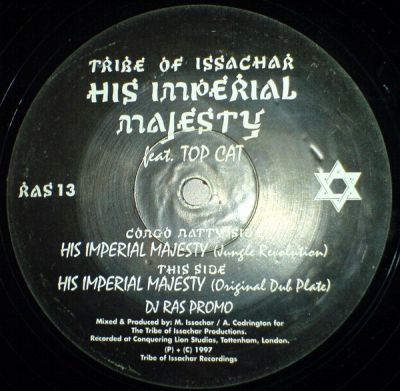 TRIBE OF ISSACHAR
HIS IMPERIAL
MAJESTY
feat. TOP CAT
RAS 13
CONGO NATTY SIDE
HIS IMPERIAL MAJESTY (Jungle Revolution)
THIS SIDE
HIS IMPERIAL MAJESTY (Original Dub Plate)
DJ RAS PROMO
Mixed & Produced by: M. Issachar / A. Codrington for
The Tribe of Issachar Productions.
Recorded at Conquering Lion Studios, Tottenham, London.
(P) + (C) 1997
Tribe of Issachar Recordings